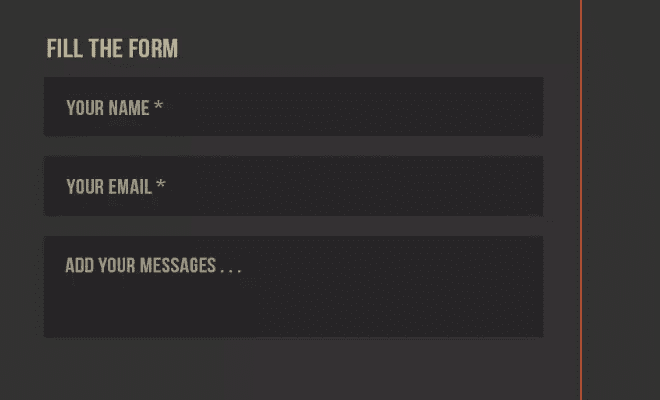 FILL THE FORM
YOUR NAME *
YOUR EMAIL *
ADD YOUR MESSAGES . . .